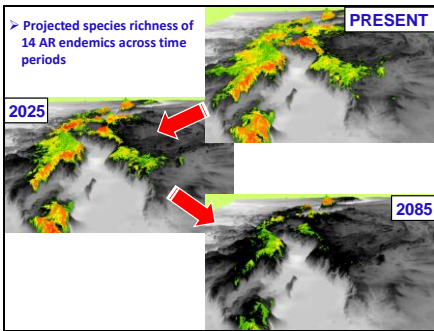 ➢ Projected species richness of
14 AR endemics across time
periods
PRESENT
2025
2085